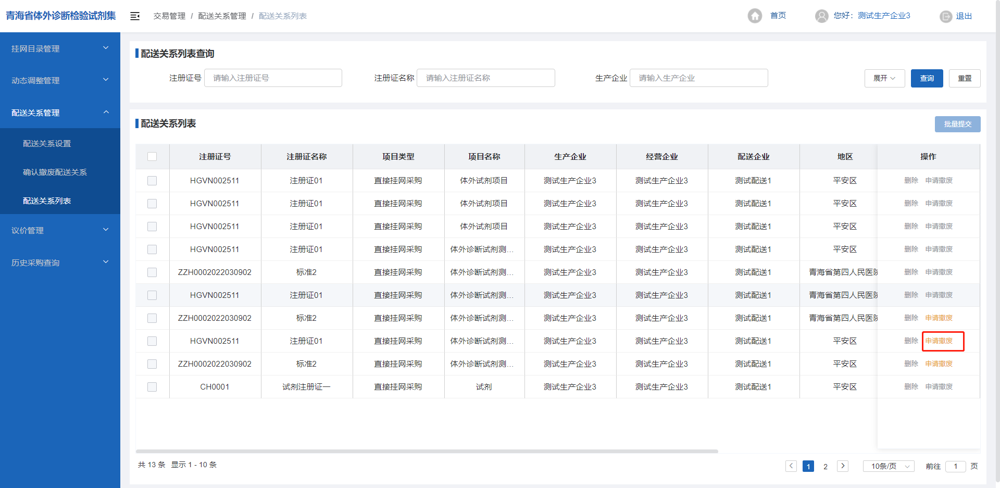 青海省体外诊断检验试剂集
交易管理 / 配送关系管理 / 配送关系列表
首页
您好：测试生产企业3
退出
挂网目录管理
动态调整管理
配送关系管理
配送关系设置
确认撤废配送关系
配送关系列表
议价管理
历史采购查询
配送关系列表查询
注册证号 请输入注册证号 注册证名称 请输入注册证名称 生产企业 请输入生产企业 展开 查询 重置
配送关系列表
批量提交
注册证号 注册证名称 项目类型 项目名称 生产企业 经营企业 配送企业 地区 操作
HGVN002511 注册证01 直接挂网采购 体外试剂项目 测试生产企业3 测试生产企业3 测试配送1 平安区 删除 申请撤废
HGVN002511 注册证01 直接挂网采购 体外试剂项目 测试生产企业3 测试生产企业3 测试配送1 平安区 删除 申请撤废
HGVN002511 注册证01 直接挂网采购 体外试剂项目 测试生产企业3 测试生产企业3 测试配送1 平安区 删除 申请撤废
HGVN002511 注册证01 直接挂网采购 体外诊断试剂测... 测试生产企业3 测试生产企业3 测试配送1 平安区 删除 申请撤废
ZZH0002022030902 标准2 直接挂网采购 体外诊断试剂测... 测试生产企业3 测试生产企业3 测试配送1 青海省第四人民医院 删除 申请撤废
HGVN002511 注册证01 直接挂网采购 体外诊断试剂测... 测试生产企业3 测试生产企业3 测试配送1 青海省第四人民医院 删除 申请撤废
ZZH0002022030902 标准2 直接挂网采购 体外诊断试剂测... 测试生产企业3 测试生产企业3 测试配送1 青海省第四人民医院 删除 申请撤废
HGVN002511 注册证01 直接挂网采购 体外诊断试剂测... 测试生产企业3 测试生产企业3 测试配送1 平安区 删除 申请撤废
ZZH0002022030902 标准2 直接挂网采购 体外诊断试剂测... 测试生产企业3 测试生产企业3 测试配送1 平安区 删除 申请撤废
CH0001 试剂注册证一 直接挂网采购 试剂 测试生产企业3 测试生产企业3 测试配送1 平安区 删除 申请撤废
共 13 条 显示 1 - 10 条
1 2 10条/页 前往 1 页